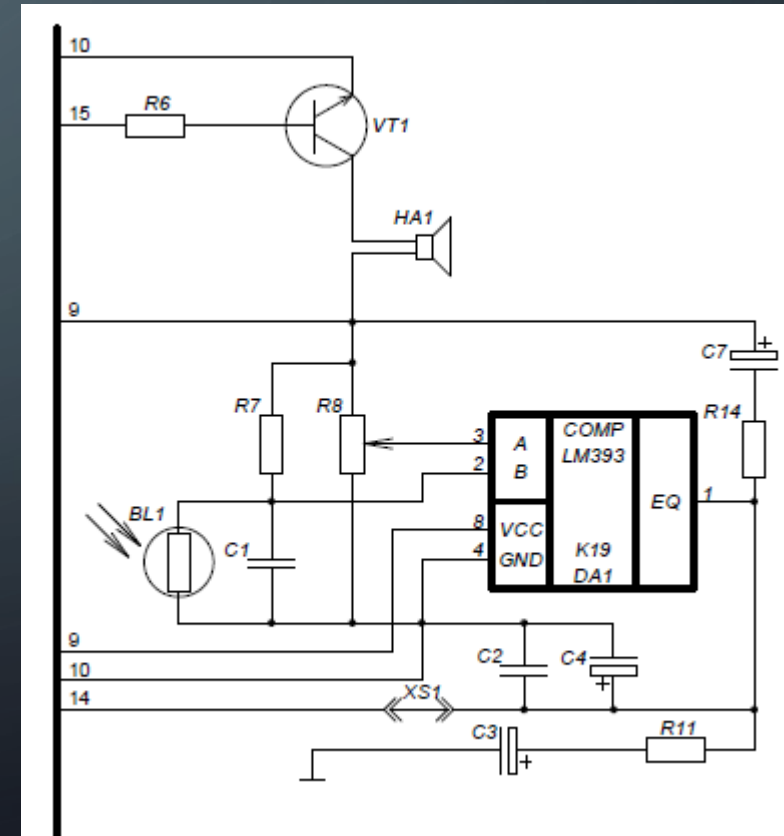 10
15 R6 VT1
HA1
9
C7 +
R7 R8 R14
3 A COMP
2 B LM393
EQ 1
BL1 C1
8 VCC
4 GND K19
DA1
9
10 C2 C4
+
14 XS1
C3 + R11